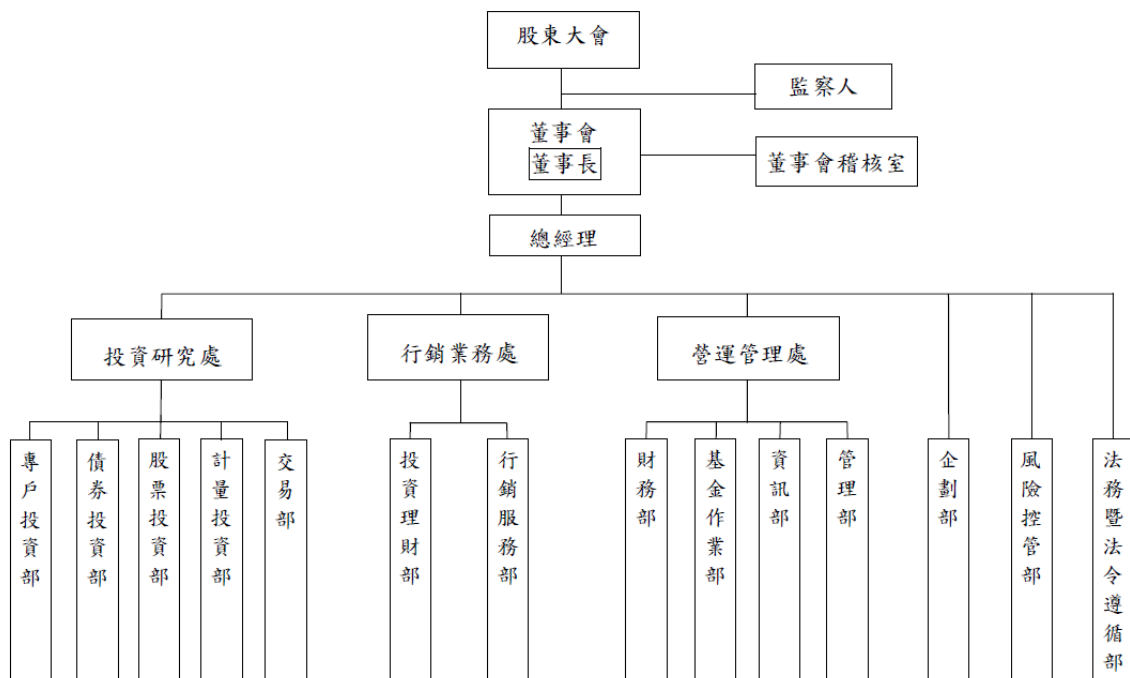 股東大會
監察人
董事會
董事長
董事會稽核室
總經理
投資研究處
行銷業務處
營運管理處
專戶投資部
債券投資部
股票投資部
計量投資部
交易部
投資理財部
行銷服務部
財務部
基金作業部
資訊部
管理部
企劃部
風險控管部
法務暨法令遵循部